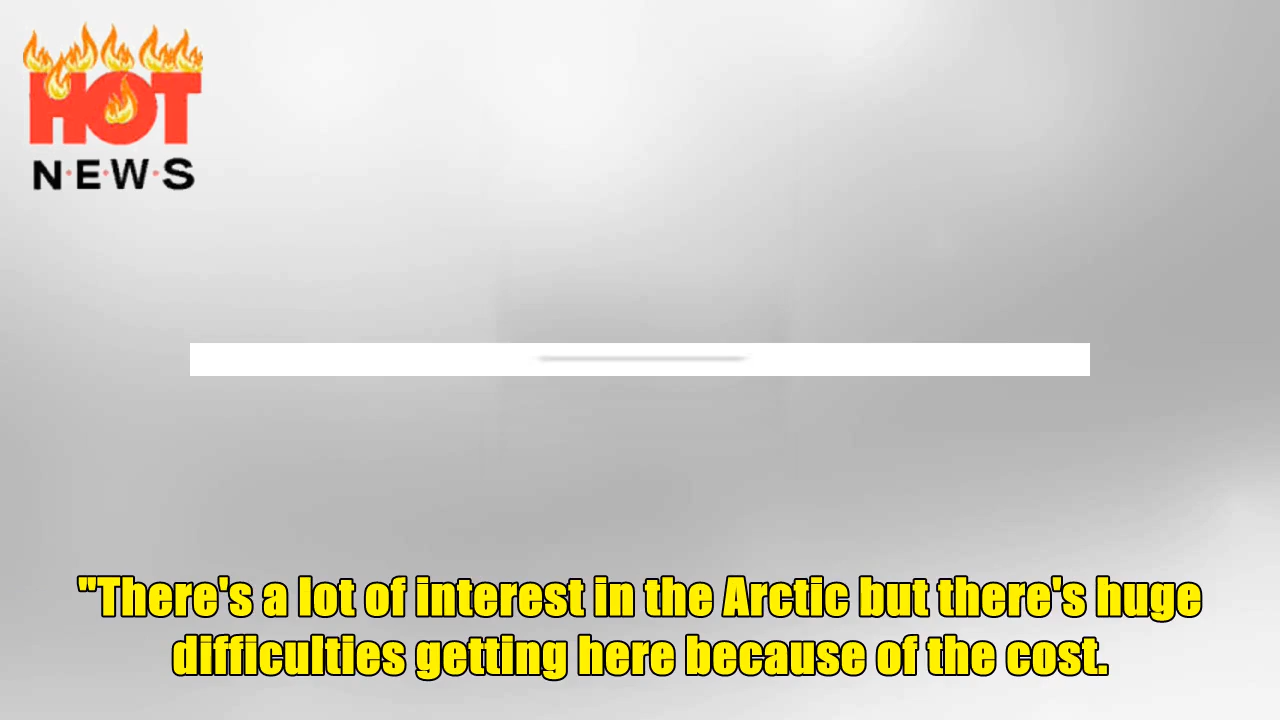 HOT
N·E·W·S
"There's a lot of interest in the Arctic but there's huge
difficulties getting here because of the cost.